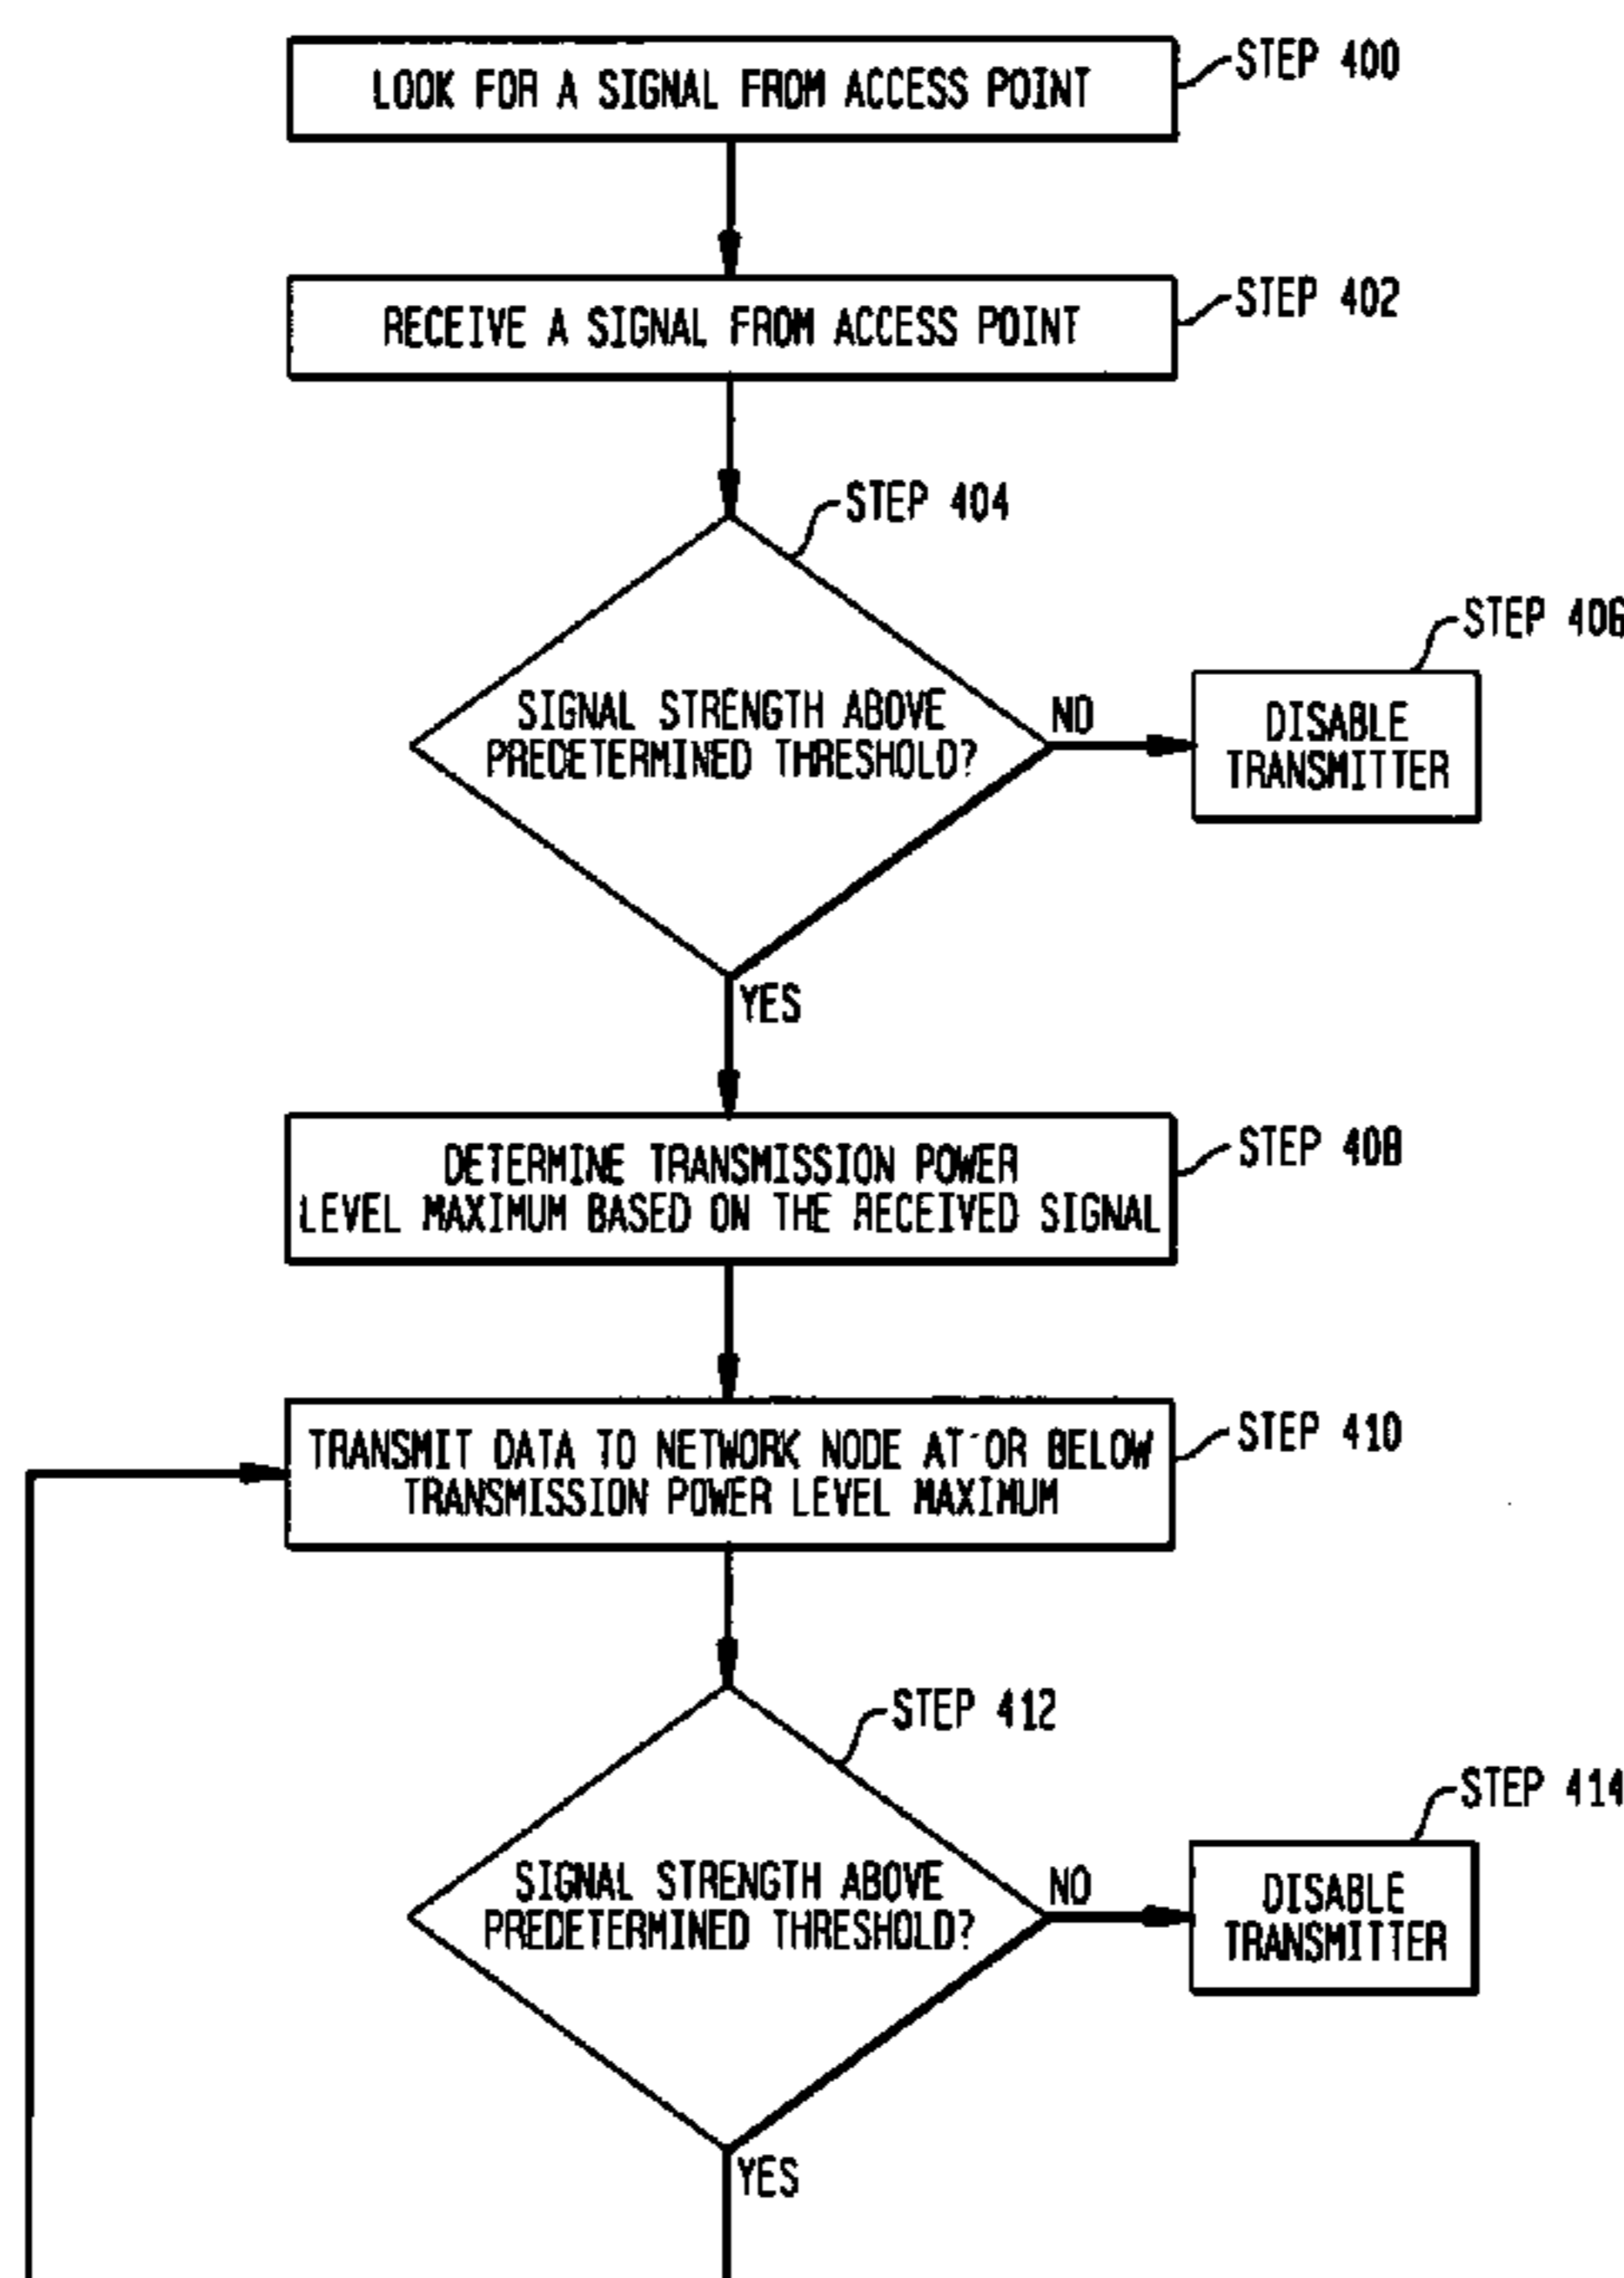 LOOK FOR A SIGNAL FROM ACCESS POINT
STEP 400
RECEIVE A SIGNAL FROM ACCESS POINT
STEP 402
STEP 404
SIGNAL STRENGTH ABOVE
PREDETERMINED THRESHOLD?
NO
STEP 406
DISABLE
TRANSMITTER
YES
DETERMINE TRANSMISSION POWER
LEVEL MAXIMUM BASED ON THE RECEIVED SIGNAL
STEP 408
TRANSMIT DATA TO NETWORK NODE AT OR BELOW
TRANSMISSION POWER LEVEL MAXIMUM
STEP 410
STEP 412
SIGNAL STRENGTH ABOVE
PREDETERMINED THRESHOLD?
NO
STEP 414
DISABLE
TRANSMITTER
YES